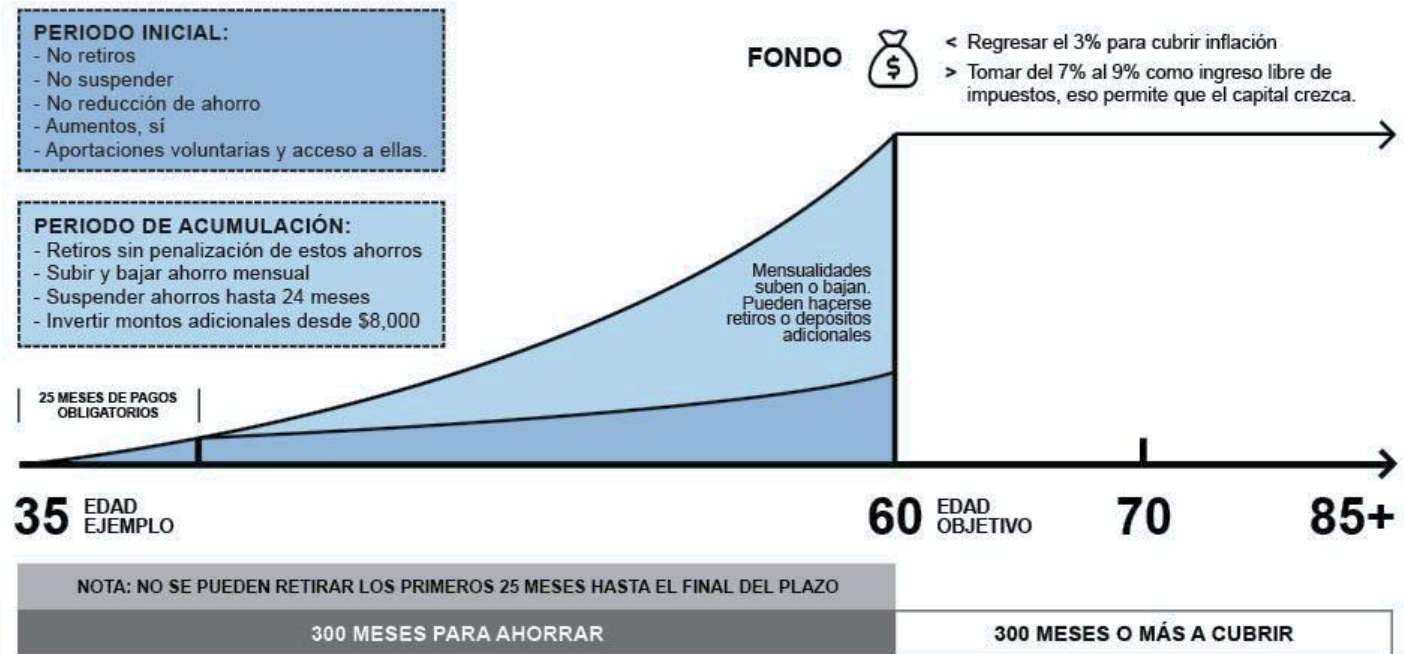 PERIODO INICIAL:
- No retiros
- No suspender
- No reducción de ahorro
- Aumentos, sí
- Aportaciones voluntarias y acceso a ellas.
PERIODO DE ACUMULACIÓN:
- Retiros sin penalización de estos ahorros
- Subir y bajar ahorro mensual
- Suspender ahorros hasta 24 meses
- Invertir montos adicionales desde $8,000
FONDO
$
< Regresar el 3% para cubrir inflación
> Tomar del 7% al 9% como ingreso libre de
impuestos, eso permite que el capital crezca.
Mensualidades
suben o bajan.
Pueden hacerse
retiros o depósitos
adicionales
25 MESES DE PAGOS
OBLIGATORIOS
35 EDAD
EJEMPLO
60 EDAD
OBJETIVO
70
85+
NOTA: NO SE PUEDEN RETIRAR LOS PRIMEROS 25 MESES HASTA EL FINAL DEL PLAZO
300 MESES PARA AHORRAR
300 MESES O MÁS A CUBRIR